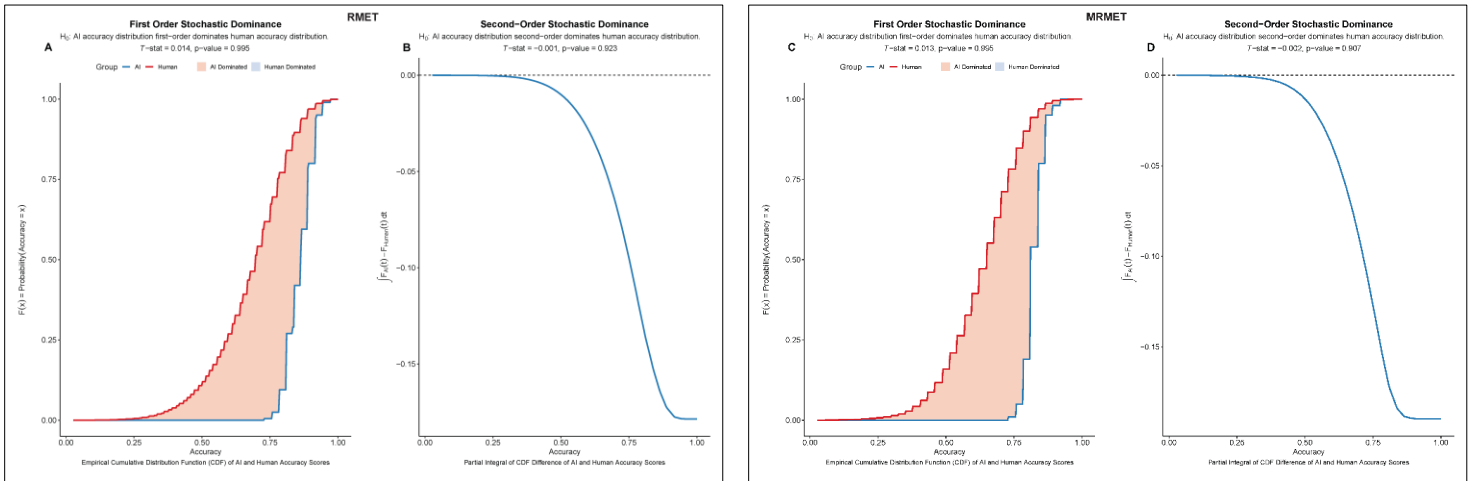 RMET
First Order Stochastic Dominance
A
H₀: AI accuracy distribution first-order dominates human accuracy distribution.
T-stat = 0.014, p-value = 0.995
Group AI Human AI Dominated Human Dominated
1.00
0.75
0.50
0.25
0.00
F(x) = Probability(Accuracy = x)
0.00 0.25 0.50 0.75 1.00
Accuracy
Empirical Cumulative Distribution Function (CDF) of AI and Human Accuracy Scores
Second-Order Stochastic Dominance
B
H₀: AI accuracy distribution second-order dominates human accuracy distribution.
T-stat = -0.001, p-value = 0.923
0.00
−0.05
−0.10
−0.15
∫F_AI(t) − F_Human(t) dt
0.00 0.25 0.50 0.75 1.00
Accuracy
Partial Integral of CDF Difference of AI and Human Accuracy Scores
MRMET
First Order Stochastic Dominance
C
H₀: AI accuracy distribution first-order dominates human accuracy distribution
T-stat = 0.013, p-value = 0.995
Group AI Human AI Dominated Human Dominated
1.00
0.75
0.50
0.25
0.00
F(x) = Probability(Accuracy = x)
0.00 0.25 0.50 0.75 1.00
Accuracy
Empirical Cumulative Distribution Function (CDF) of AI and Human Accuracy Scores
Second-Order Stochastic Dominance
D
H₀: AI accuracy distribution second-order dominates human accuracy distribution.
T-stat = -0.002, p-value = 0.907
0.00
−0.05
−0.10
−0.15
∫F_AI(t) − F_Human(t) dt
0.00 0.25 0.50 0.75 1.00
Accuracy
Partial Integral of CDF Difference of AI and Human Accuracy Scores